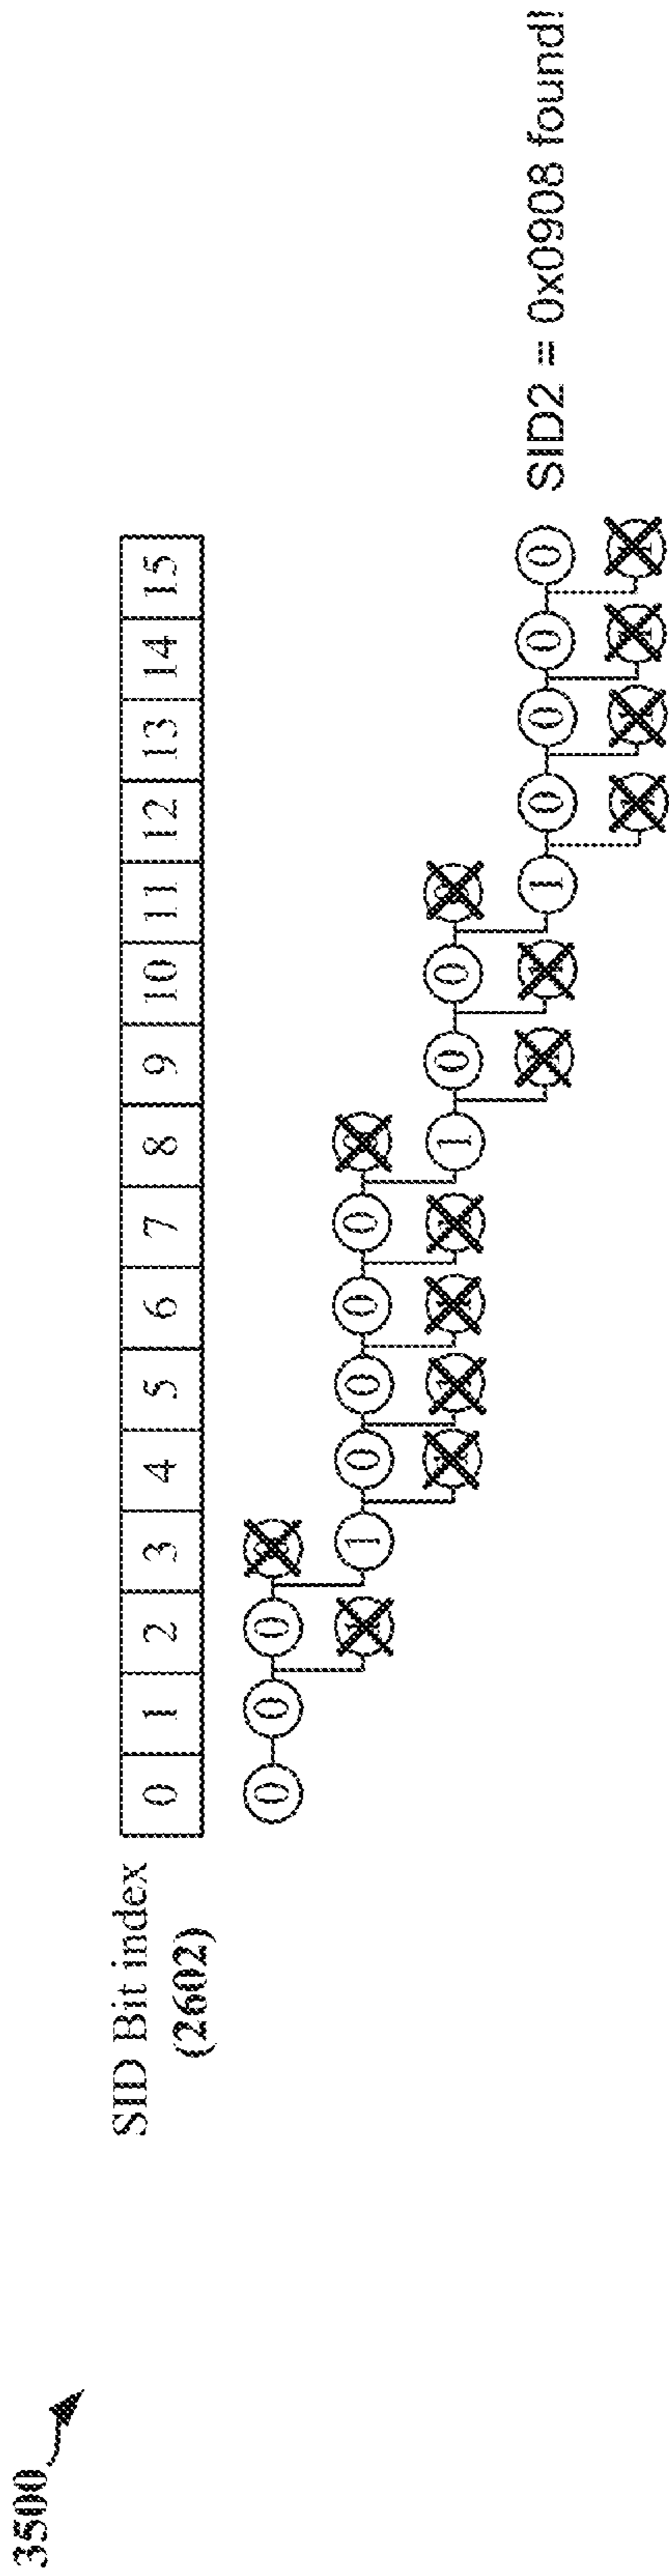 3500
SID Bit index
(2602)
0 1 2 3 4 5 6 7 8 9 10 11 12 13 14 15
0 0 0
1 0 0 0 0
1 0 0
1 0 0 0 0 SID2 = 0x0908 found!